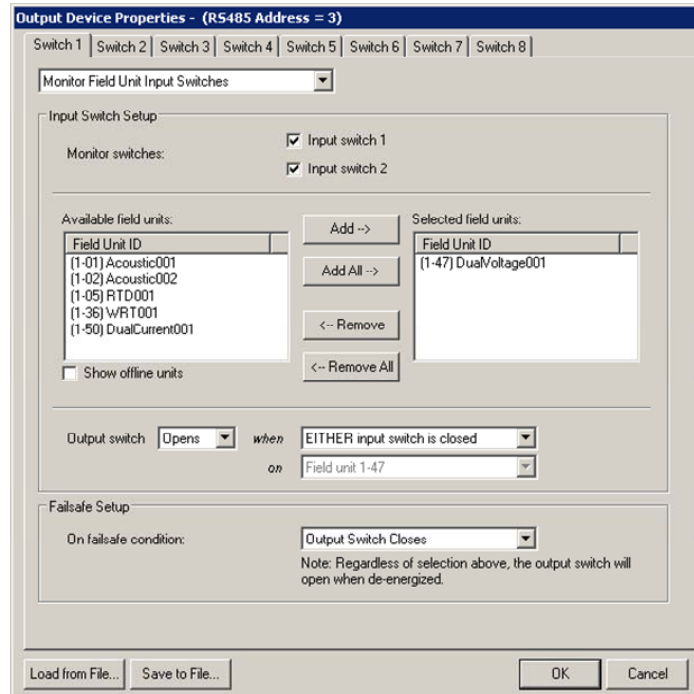 Output Device Properties - (RS485 Address = 3)
Switch 1 Switch 2 Switch 3 Switch 4 Switch 5 Switch 6 Switch 7 Switch 8
Monitor Field Unit Input Switches
Input Switch Setup
Monitor switches:
Input switch 1
Input switch 2
Available field units:
Field Unit ID
(1-01) Acoustic001
(1-02) Acoustic002
(1-05) RTD001
(1-36) WRT001
(1-50) DualCurrent001
Show offline units
Add -->
Add All -->
<-- Remove
<-- Remove All
Selected field units:
Field Unit ID
(1-47) DualVoltage001
Output switch Opens when EITHER input switch is closed
on Field unit 1-47
Failsafe Setup
On failsafe condition: Output Switch Closes
Note: Regardless of selection above, the output switch will
open when de-energized.
Load from File... Save to File... OK Cancel